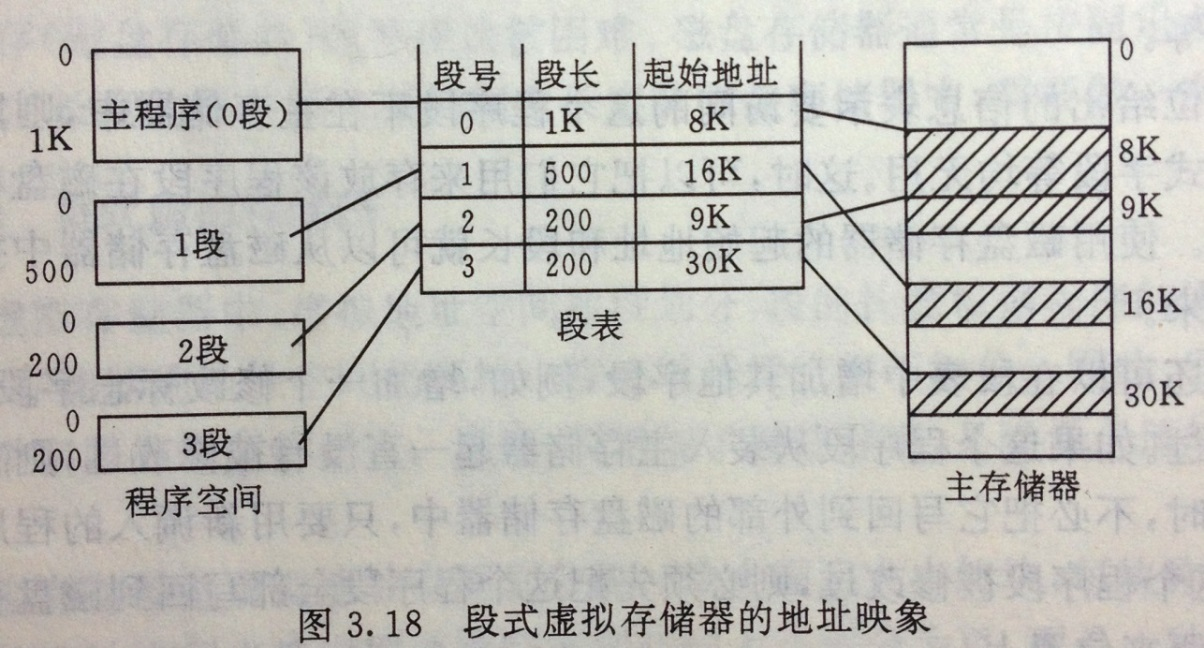 0
主程序(0段)
1K
0
1段
500
0
2段
200
0
3段
200
程序空间
段号 段长 起始地址
0 1K 8K
1 500 16K
2 200 9K
3 200 30K
段表
0
8K
9K
16K
30K
主存储器
图 3.18 段式虚拟存储器的地址映象